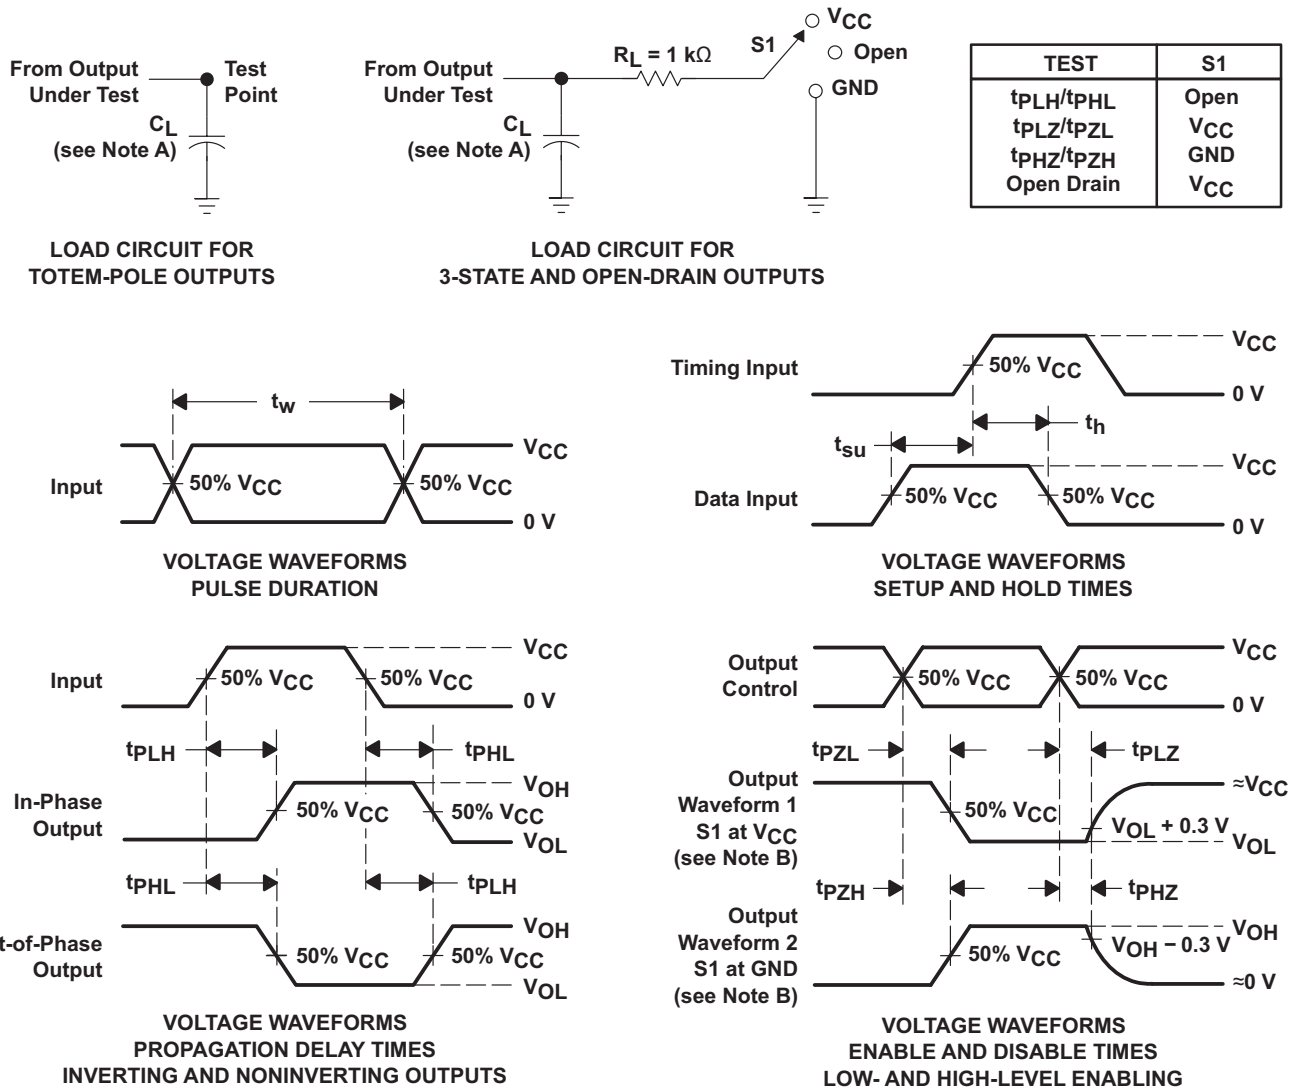 From Output
Under Test
Test
Point
CL
(see Note A)
LOAD CIRCUIT FOR
TOTEM-POLE OUTPUTS
From Output
Under Test
RL = 1 kΩ
S1
VCC
Open
GND
CL
(see Note A)
LOAD CIRCUIT FOR
3-STATE AND OPEN-DRAIN OUTPUTS
TEST S1
tPLH/tPHL Open
tPLZ/tPZL VCC
tPHZ/tPZH GND
Open Drain VCC
tw
Input
50% VCC
50% VCC
VCC
0 V
VOLTAGE WAVEFORMS
PULSE DURATION
Timing Input
50% VCC
VCC
0 V
tsu
th
Data Input
50% VCC
50% VCC
VCC
0 V
VOLTAGE WAVEFORMS
SETUP AND HOLD TIMES
Input
50% VCC
50% VCC
VCC
0 V
tPLH
tPHL
In-Phase
Output
50% VCC
50% VCC
VOH
VOL
tPHL
tPLH
t-of-Phase
Output
50% VCC
50% VCC
VOH
VOL
VOLTAGE WAVEFORMS
PROPAGATION DELAY TIMES
INVERTING AND NONINVERTING OUTPUTS
Output
Control
50% VCC
50% VCC
VCC
0 V
tPZL
tPLZ
Output
Waveform 1
S1 at VCC
(see Note B)
50% VCC
≈VCC
VOL + 0.3 V
VOL
tPZH
tPHZ
Output
Waveform 2
S1 at GND
(see Note B)
50% VCC
VOH
VOH − 0.3 V
≈0 V
VOLTAGE WAVEFORMS
ENABLE AND DISABLE TIMES
LOW- AND HIGH-LEVEL ENABLING